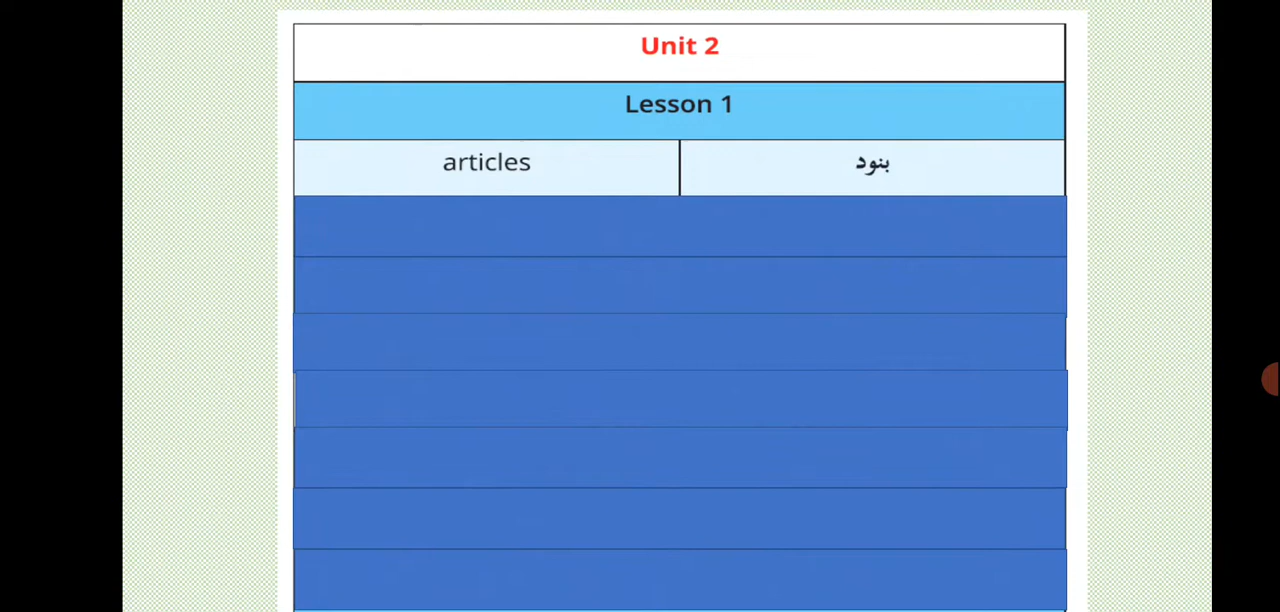 Unit 2
Lesson 1
articles بنود